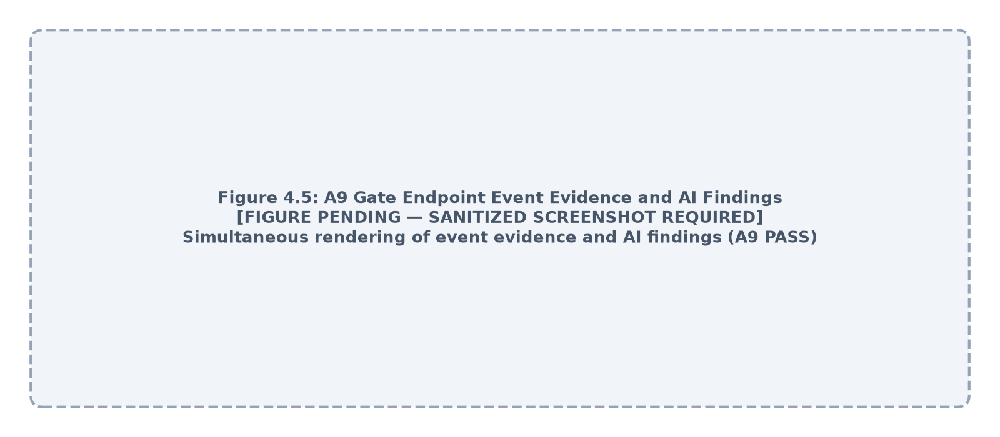 Figure 4.5: A9 Gate Endpoint Event Evidence and AI Findings
[FIGURE PENDING — SANITIZED SCREENSHOT REQUIRED]
Simultaneous rendering of event evidence and AI findings (A9 PASS)